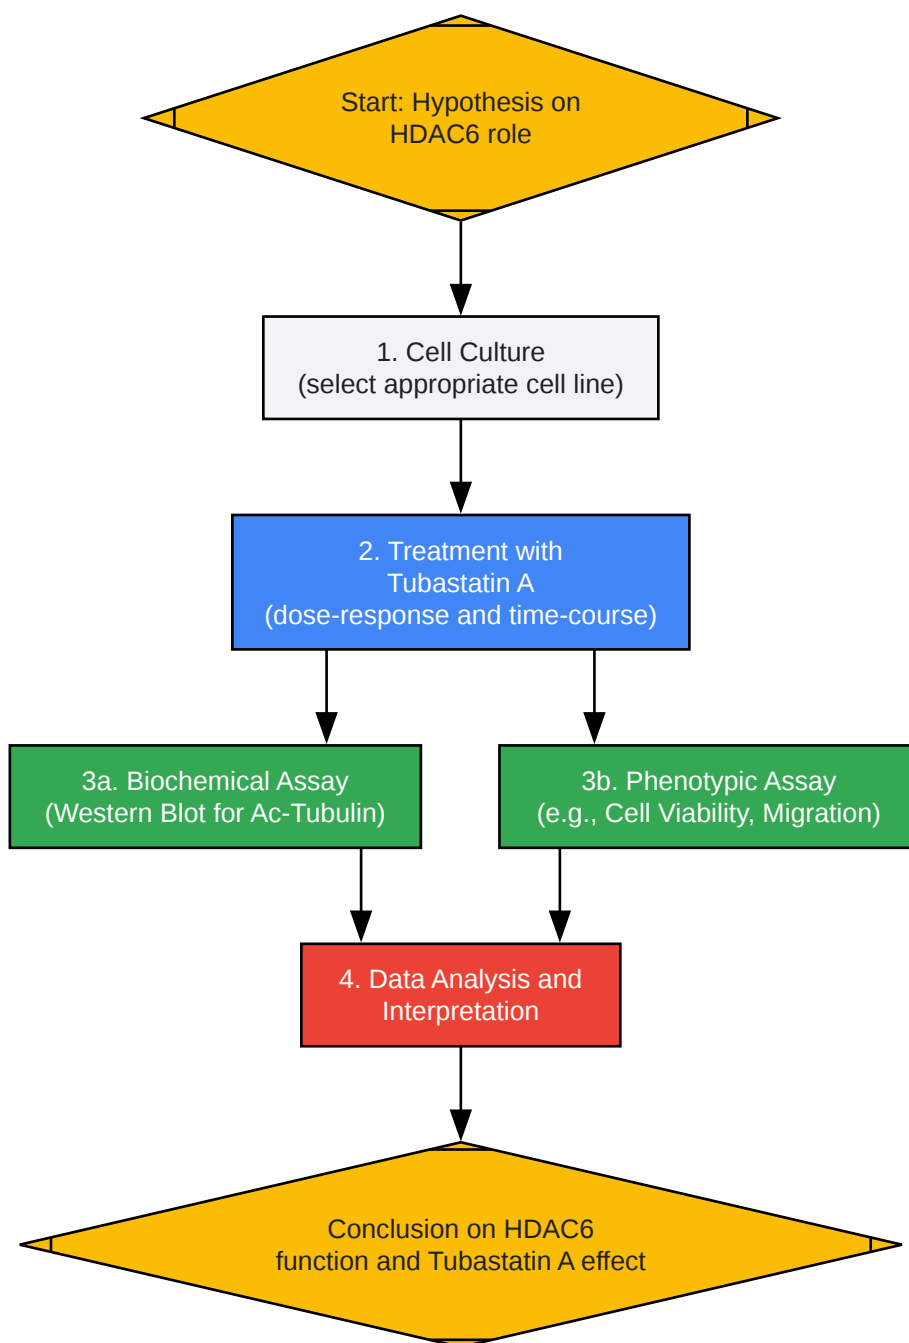 Start: Hypothesis on
HDAC6 role
1. Cell Culture
(select appropriate cell line)
2. Treatment with
Tubastatin A
(dose-response and time-course)
3a. Biochemical Assay
(Western Blot for Ac-Tubulin)
3b. Phenotypic Assay
(e.g., Cell Viability, Migration)
4. Data Analysis and
Interpretation
Conclusion on HDAC6
function and Tubastatin A effect